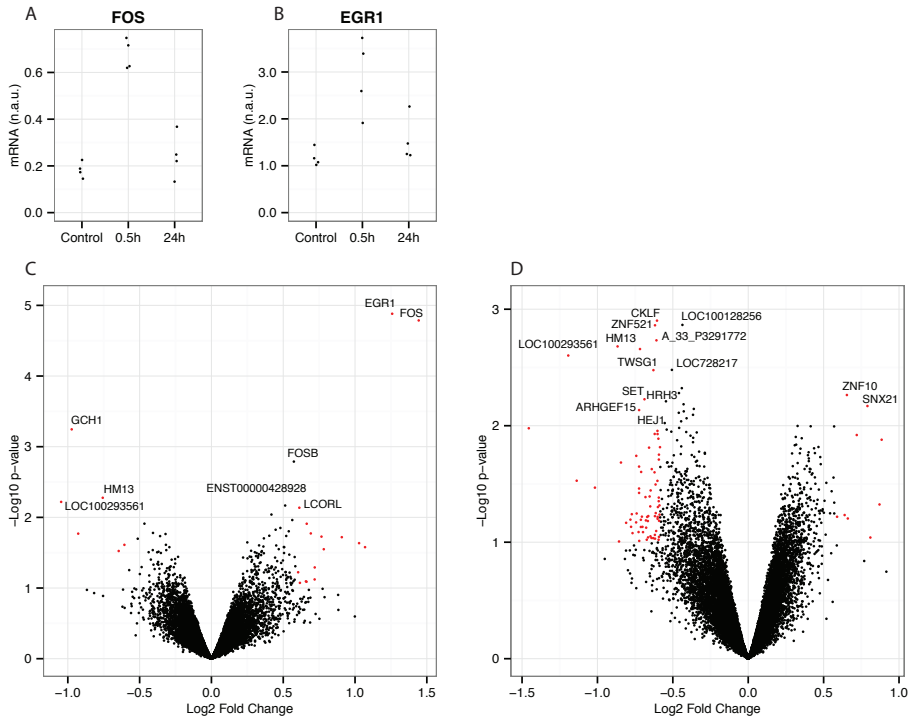 A
FOS
mRNA (n.a.u.)
0.6
0.4
0.2
0.0
Control 0.5h 24h
B
EGR1
mRNA (n.a.u.)
3.0
2.0
1.0
0.0
Control 0.5h 24h
C
−Log10 p-value
5
4
3
2
1
0
EGR1
FOS
GCH1
FOSB
HM13
ENST00000428928
LOC100293561
LCORL
−1.0 −0.5 0.0 0.5 1.0 1.5
Log2 Fold Change
D
−Log10 p-value
3
2
1
0
CKLF
LOC100128256
ZNF521
HM13
A_33_P3291772
LOC100293561
TWSG1
LOC728217
SET
HRH3
ZNF10
ARHGEF15
SNX21
HEJ1
−1.5 −1.0 −0.5 0.0 0.5 1.0
Log2 Fold Change